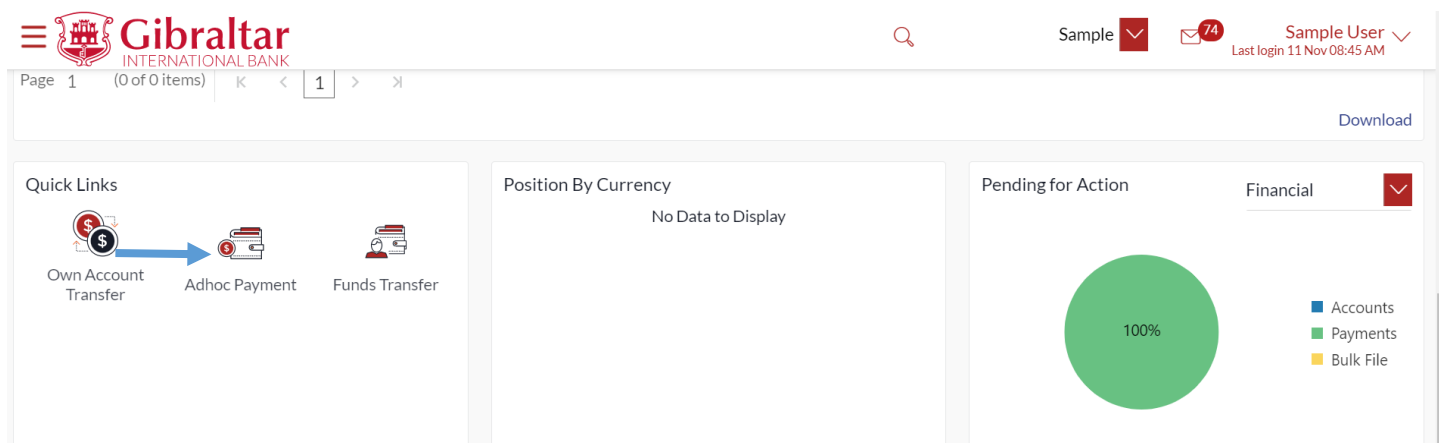 Gibraltar
INTERNATIONAL BANK
Sample
74
Sample User
Last login 11 Nov 08:45 AM
Page 1 (0 of 0 items) 1
Download
Quick Links
$
$
$
Own Account
Transfer
Adhoc Payment
Funds Transfer
Position By Currency
No Data to Display
Pending for Action
Financial
100%
Accounts
Payments
Bulk File